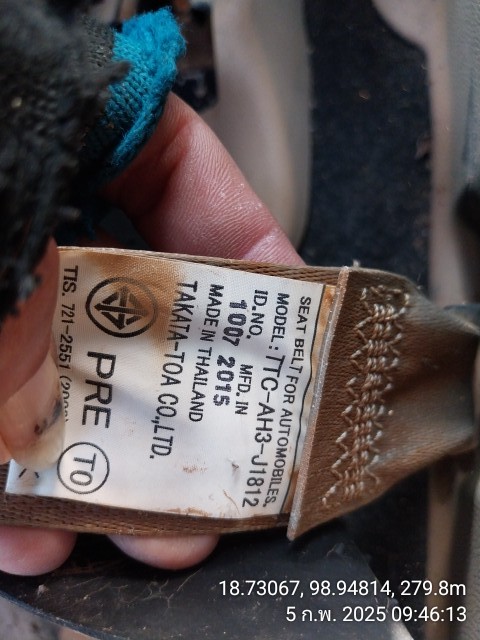 SEAT BELT FOR AUTOMOBILES,
MODEL: TTC-AH3-J1812
ID.NO. MFD. IN
1007 2015
MADE IN THAILAND
TAKATA-TOA CO.,LTD.
PRE TO
TIS. 721-2551
18.73067, 98.94814, 279.8m
5 ก.พ. 2025 09:46:13